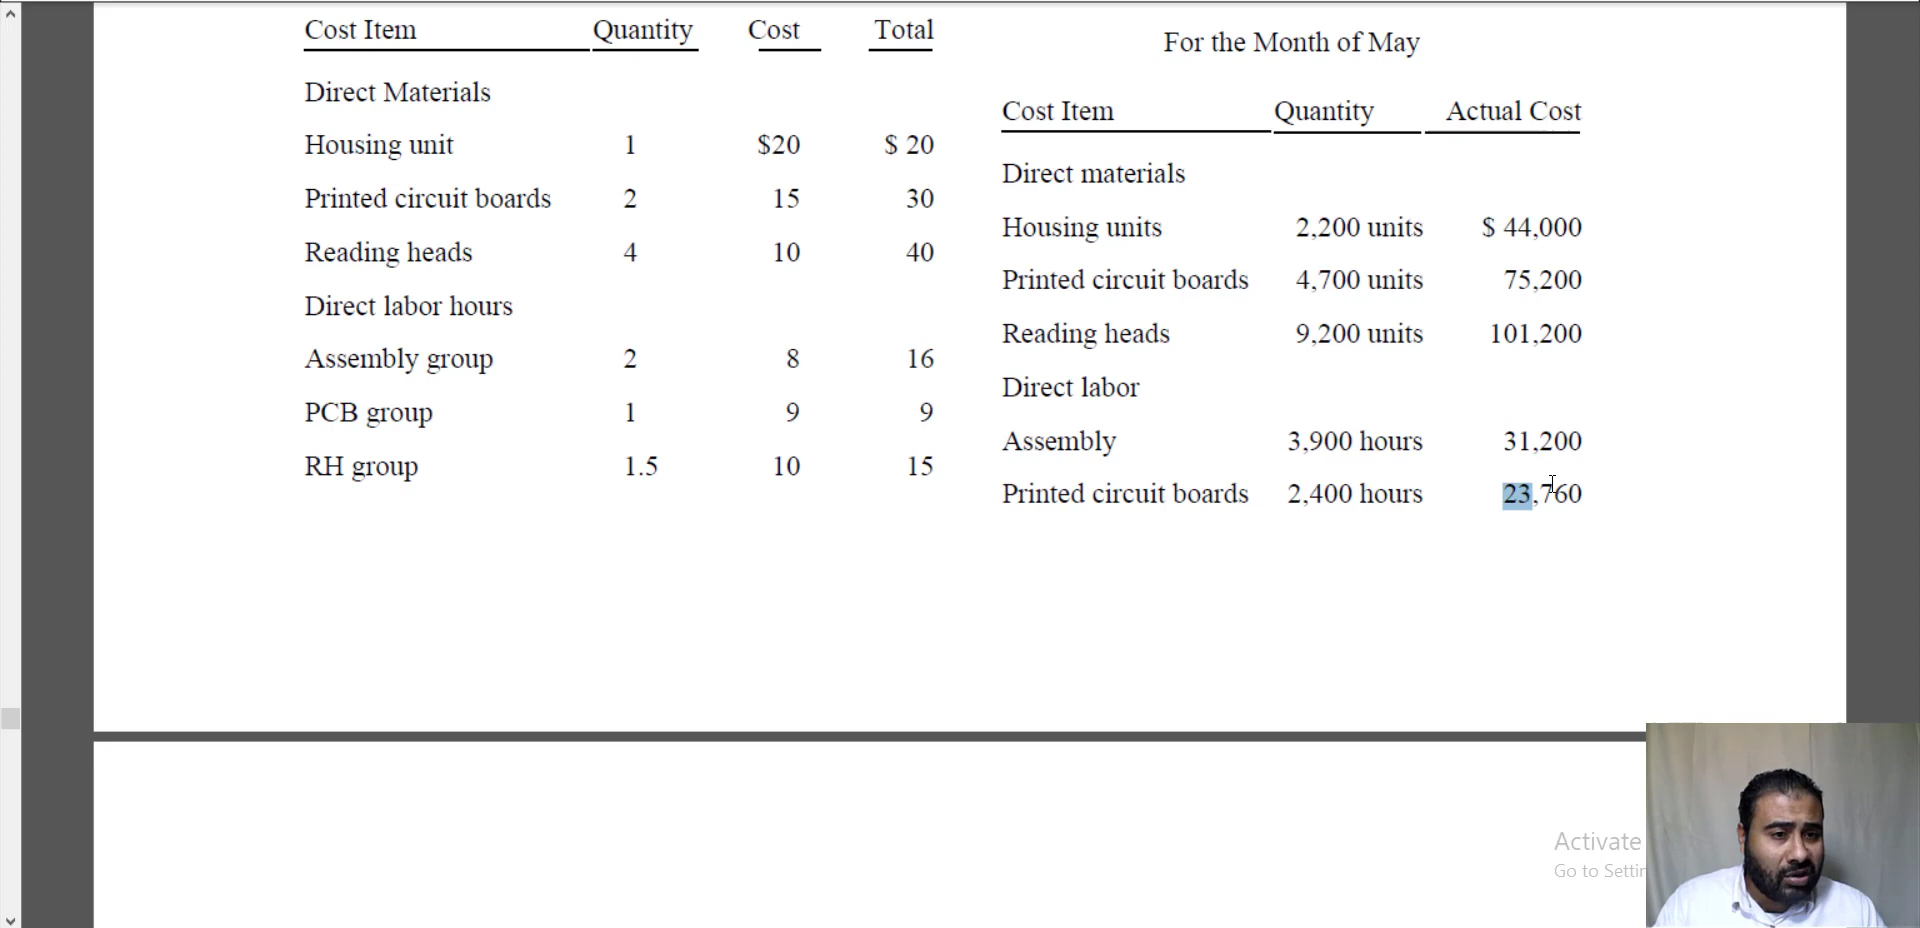 Cost Item Quantity Cost Total
Direct Materials
Housing unit 1 $20 $ 20
Printed circuit boards 2 15 30
Reading heads 4 10 40
Direct labor hours
Assembly group 2 8 16
PCB group 1 9 9
RH group 1.5 10 15
For the Month of May
Cost Item Quantity Actual Cost
Direct materials
Housing units 2,200 units $ 44,000
Printed circuit boards 4,700 units 75,200
Reading heads 9,200 units 101,200
Direct labor
Assembly 3,900 hours 31,200
Printed circuit boards 2,400 hours 23,760
Activate
Go to Settin